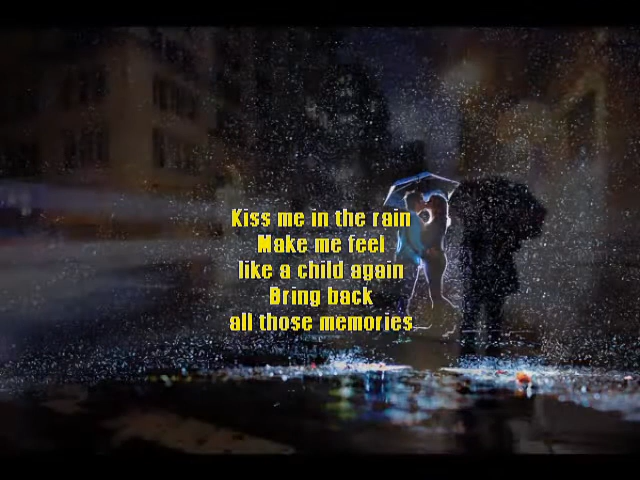 Kiss me in the rain
Make me feel
like a child again
Bring back
all those memories